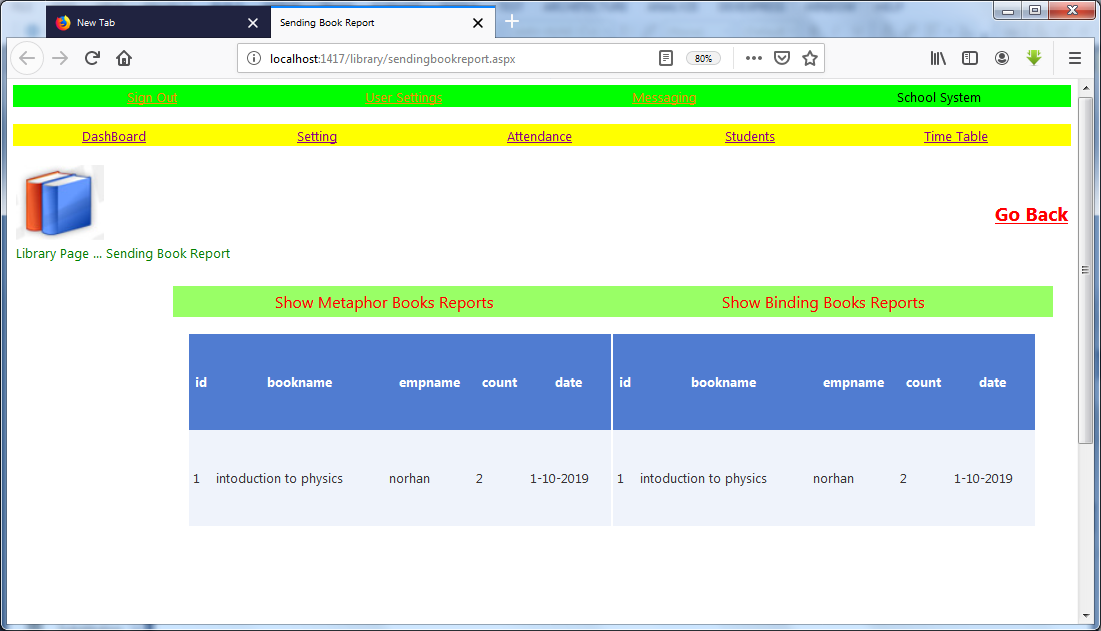 New Tab
Sending Book Report
localhost:1417/library/sendingbookreport.aspx
80%
Sign Out User Settings Messaging School System
DashBoard Setting Attendance Students Time Table
Go Back
Library Page ... Sending Book Report
Show Metaphor Books Reports Show Binding Books Reports
id bookname empname count date id bookname empname count date
1 intoduction to physics norhan 2 1-10-2019 1 intoduction to physics norhan 2 1-10-2019